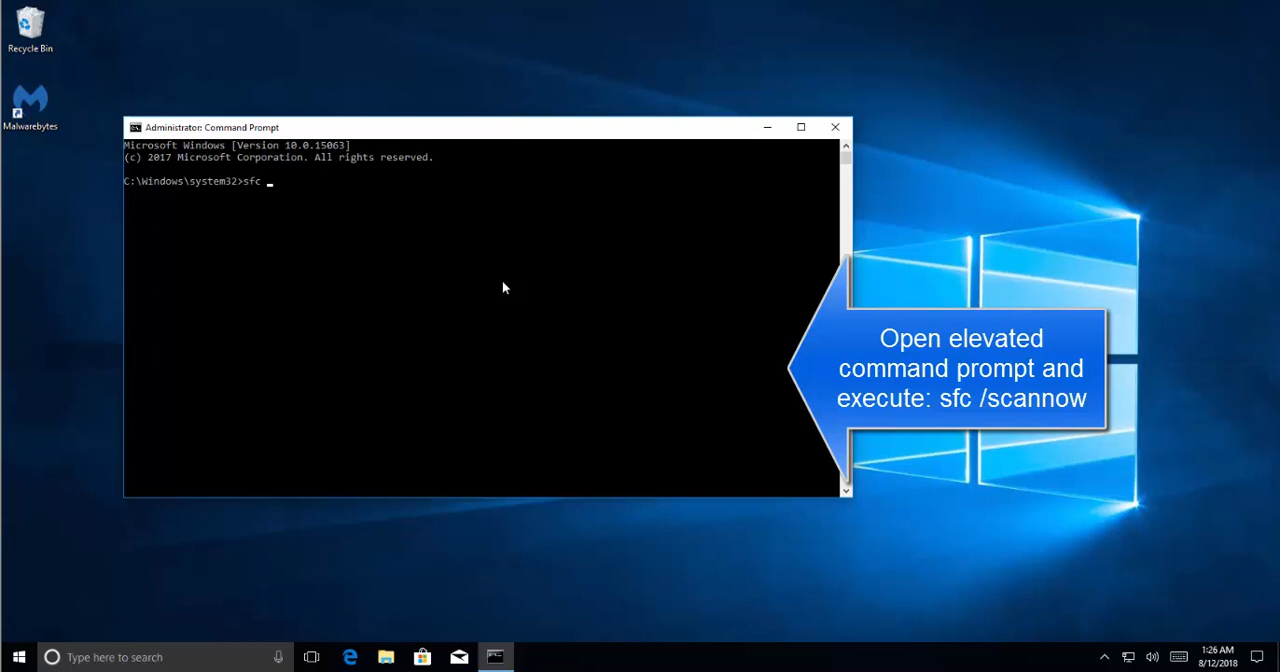 Recycle Bin
Malwarebytes
Administrator: Command Prompt
Microsoft Windows [Version 10.0.15063]
(c) 2017 Microsoft Corporation. All rights reserved.
C:\Windows\system32>sfc _
Open elevated
command prompt and
execute: sfc /scannow
Type here to search
1:26 AM
8/12/2018